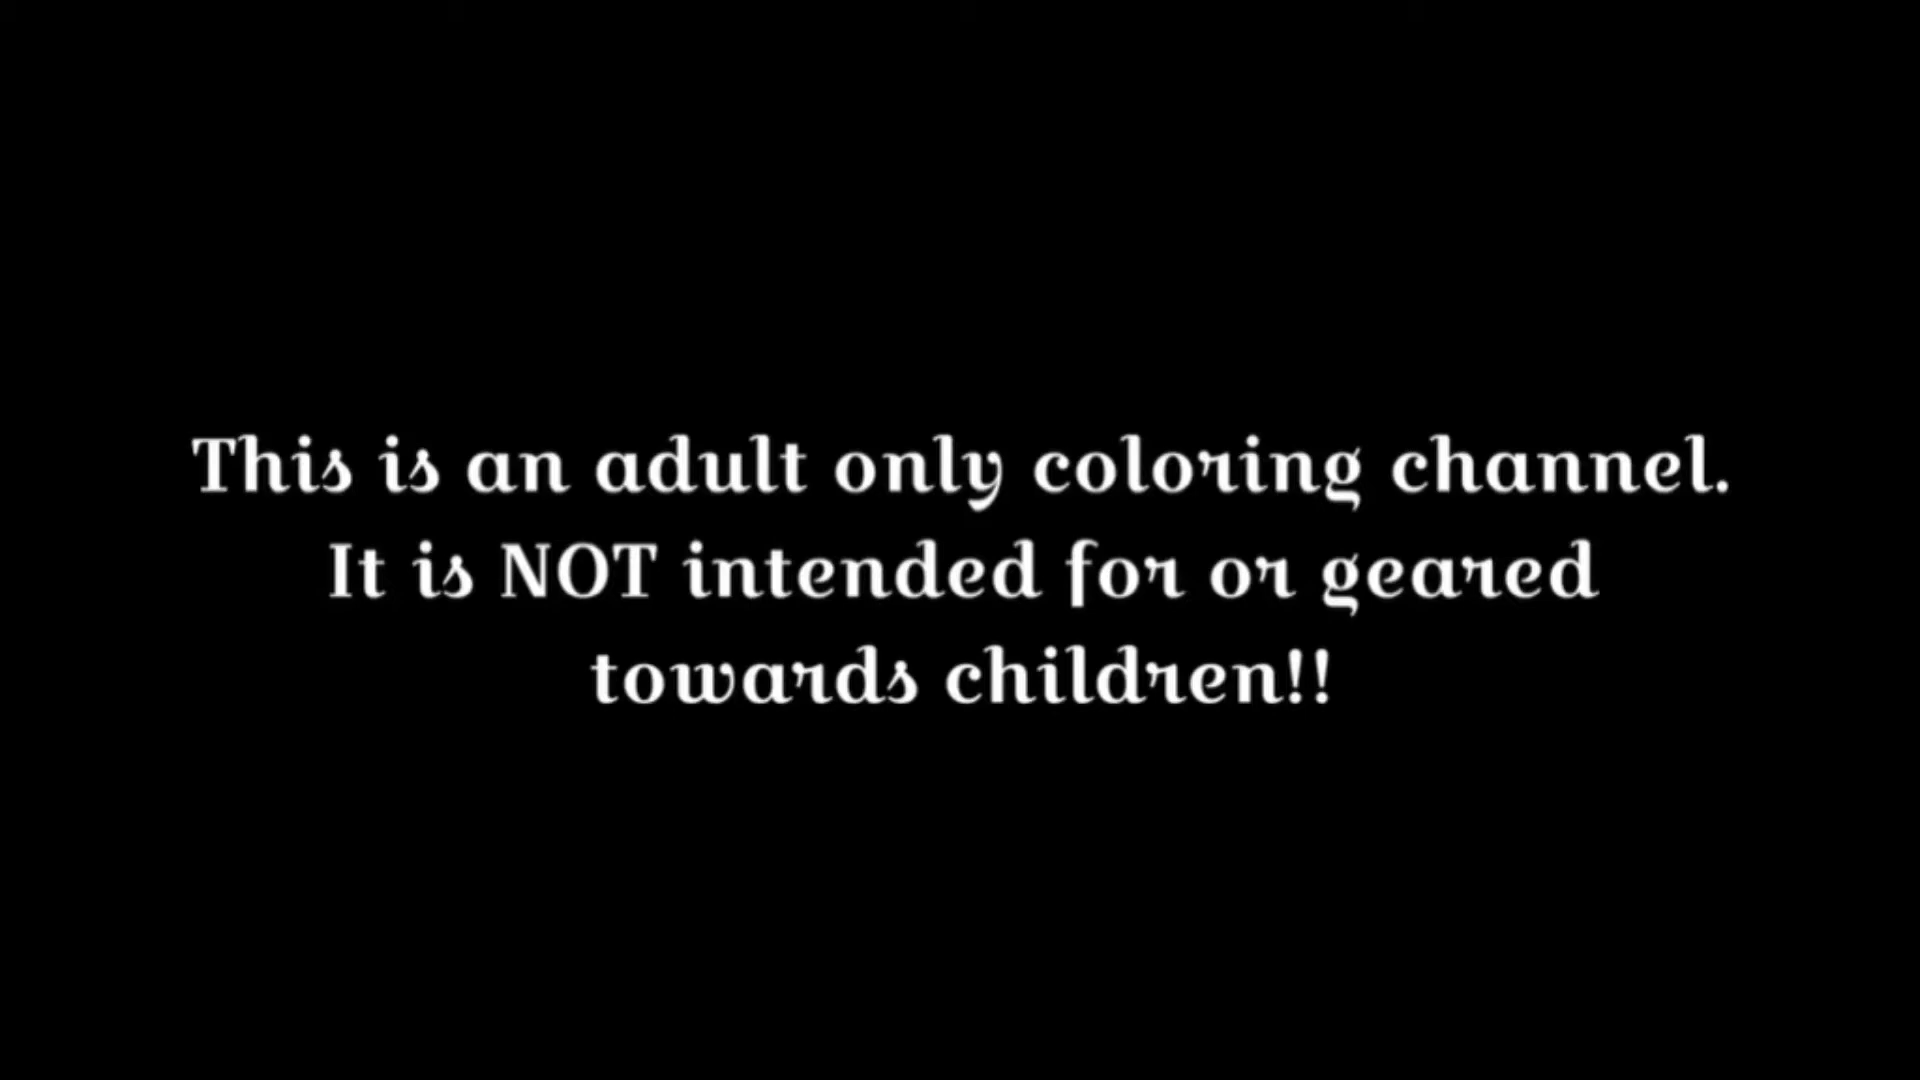 This is an adult only coloring channel.
It is NOT intended for or geared
towards children!!